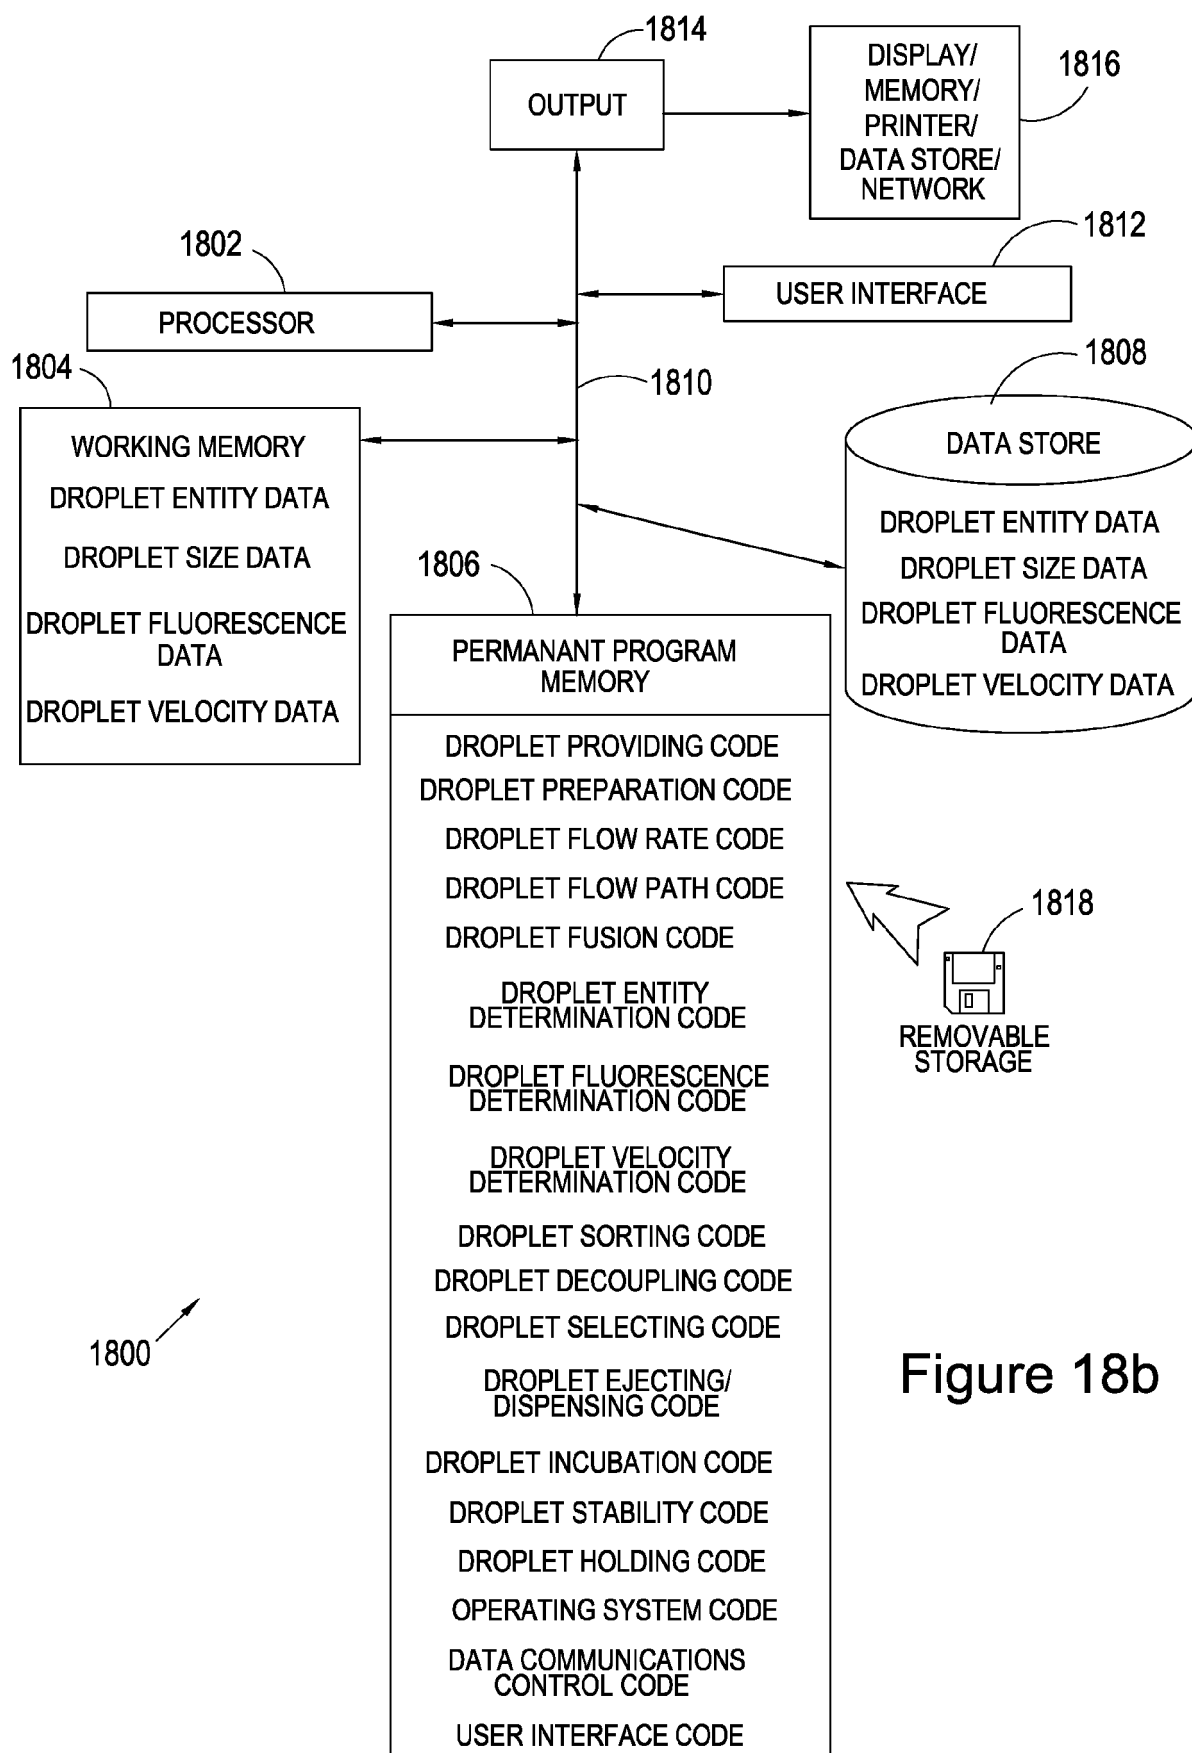 1814
OUTPUT
DISPLAY/
MEMORY/
PRINTER/
DATA STORE/
NETWORK
1816
1802
PROCESSOR
1812
USER INTERFACE
1804
WORKING MEMORY
DROPLET ENTITY DATA
DROPLET SIZE DATA
DROPLET FLUORESCENCE
DATA
DROPLET VELOCITY DATA
1810
1808
DATA STORE
DROPLET ENTITY DATA
DROPLET SIZE DATA
DROPLET FLUORESCENCE
DATA
DROPLET VELOCITY DATA
1806
PERMANANT PROGRAM
MEMORY
DROPLET PROVIDING CODE
DROPLET PREPARATION CODE
DROPLET FLOW RATE CODE
DROPLET FLOW PATH CODE
DROPLET FUSION CODE
DROPLET ENTITY
DETERMINATION CODE
DROPLET FLUORESCENCE
DETERMINATION CODE
DROPLET VELOCITY
DETERMINATION CODE
DROPLET SORTING CODE
DROPLET DECOUPLING CODE
DROPLET SELECTING CODE
DROPLET EJECTING/
DISPENSING CODE
DROPLET INCUBATION CODE
DROPLET STABILITY CODE
DROPLET HOLDING CODE
OPERATING SYSTEM CODE
DATA COMMUNICATIONS
CONTROL CODE
USER INTERFACE CODE
1818
REMOVABLE
STORAGE
1800
Figure 18b